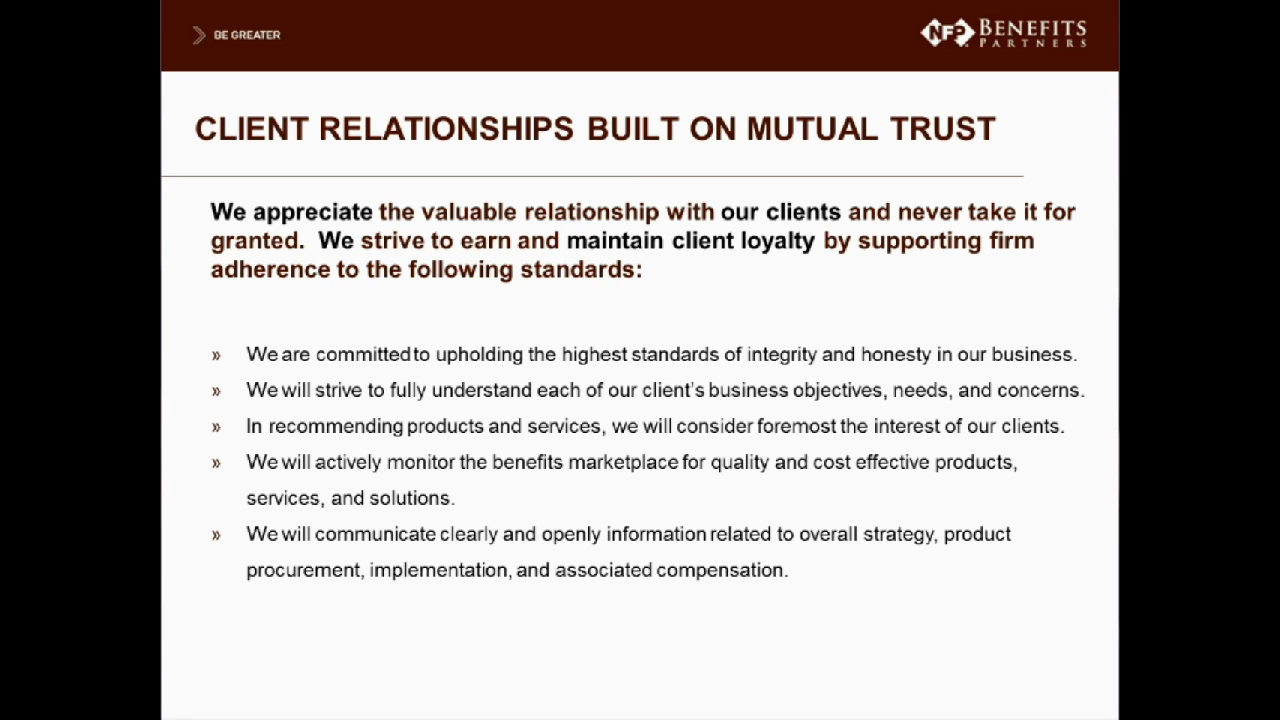 BE GREATER
NFP BENEFITS
PARTNERS
CLIENT RELATIONSHIPS BUILT ON MUTUAL TRUST
We appreciate the valuable relationship with our clients and never take it for
granted.  We strive to earn and maintain client loyalty by supporting firm
adherence to the following standards:
» We are committed to upholding the highest standards of integrity and honesty in our business.
» We will strive to fully understand each of our client's business objectives, needs, and concerns.
» In recommending products and services, we will consider foremost the interest of our clients.
» We will actively monitor the benefits marketplace for quality and cost effective products,
services, and solutions.
» We will communicate clearly and openly information related to overall strategy, product
procurement, implementation, and associated compensation.